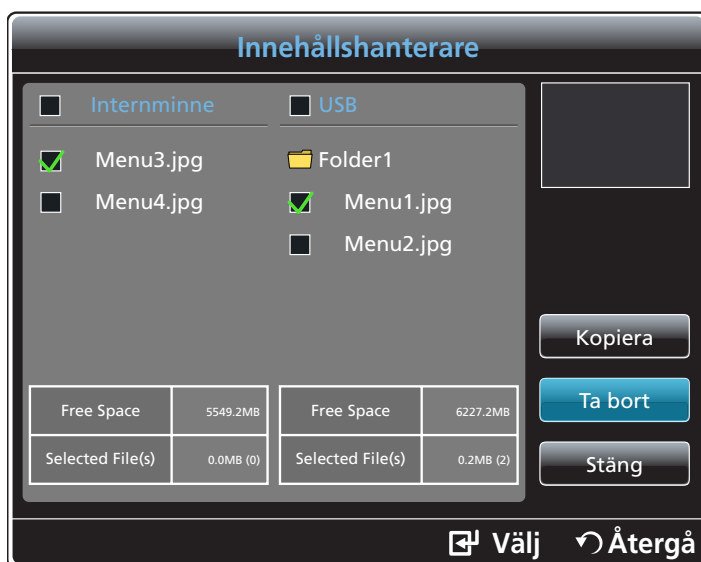 Innehållshanterare
Internminne
Menu3.jpg
Menu4.jpg
USB
Folder1
Menu1.jpg
Menu2.jpg
Free Space 5549.2MB
Selected File(s) 0.0MB (0)
Free Space 6227.2MB
Selected File(s) 0.2MB (2)
Kopiera
Ta bort
Stäng
Välj Återgå